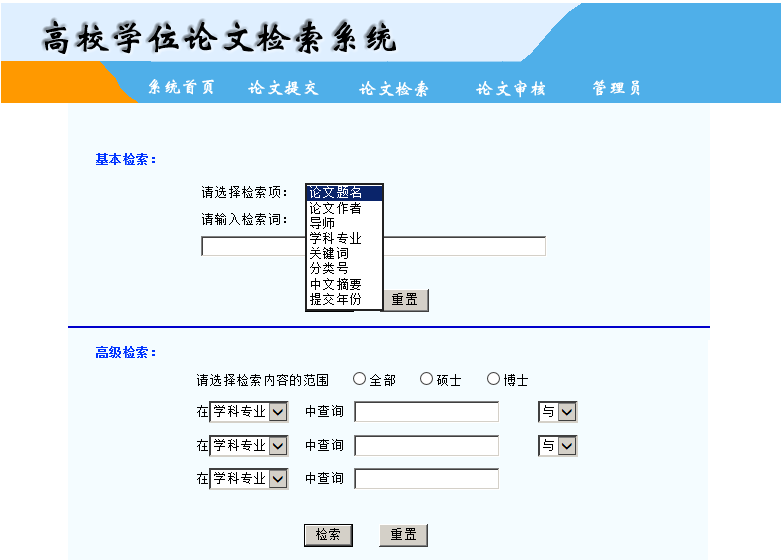 高校学位论文检索系统
系统首页 论文提交 论文检索 论文审核 管理员
基本检索：
请选择检索项： 论文题名
论文作者
请输入检索词： 导师
学科专业
关键词
分类号
中文摘要
提交年份 重置
高级检索：
请选择检索内容的范围 全部 硕士 博士
在 学科专业 中查询 与
在 学科专业 中查询 与
在 学科专业 中查询
检索 重置